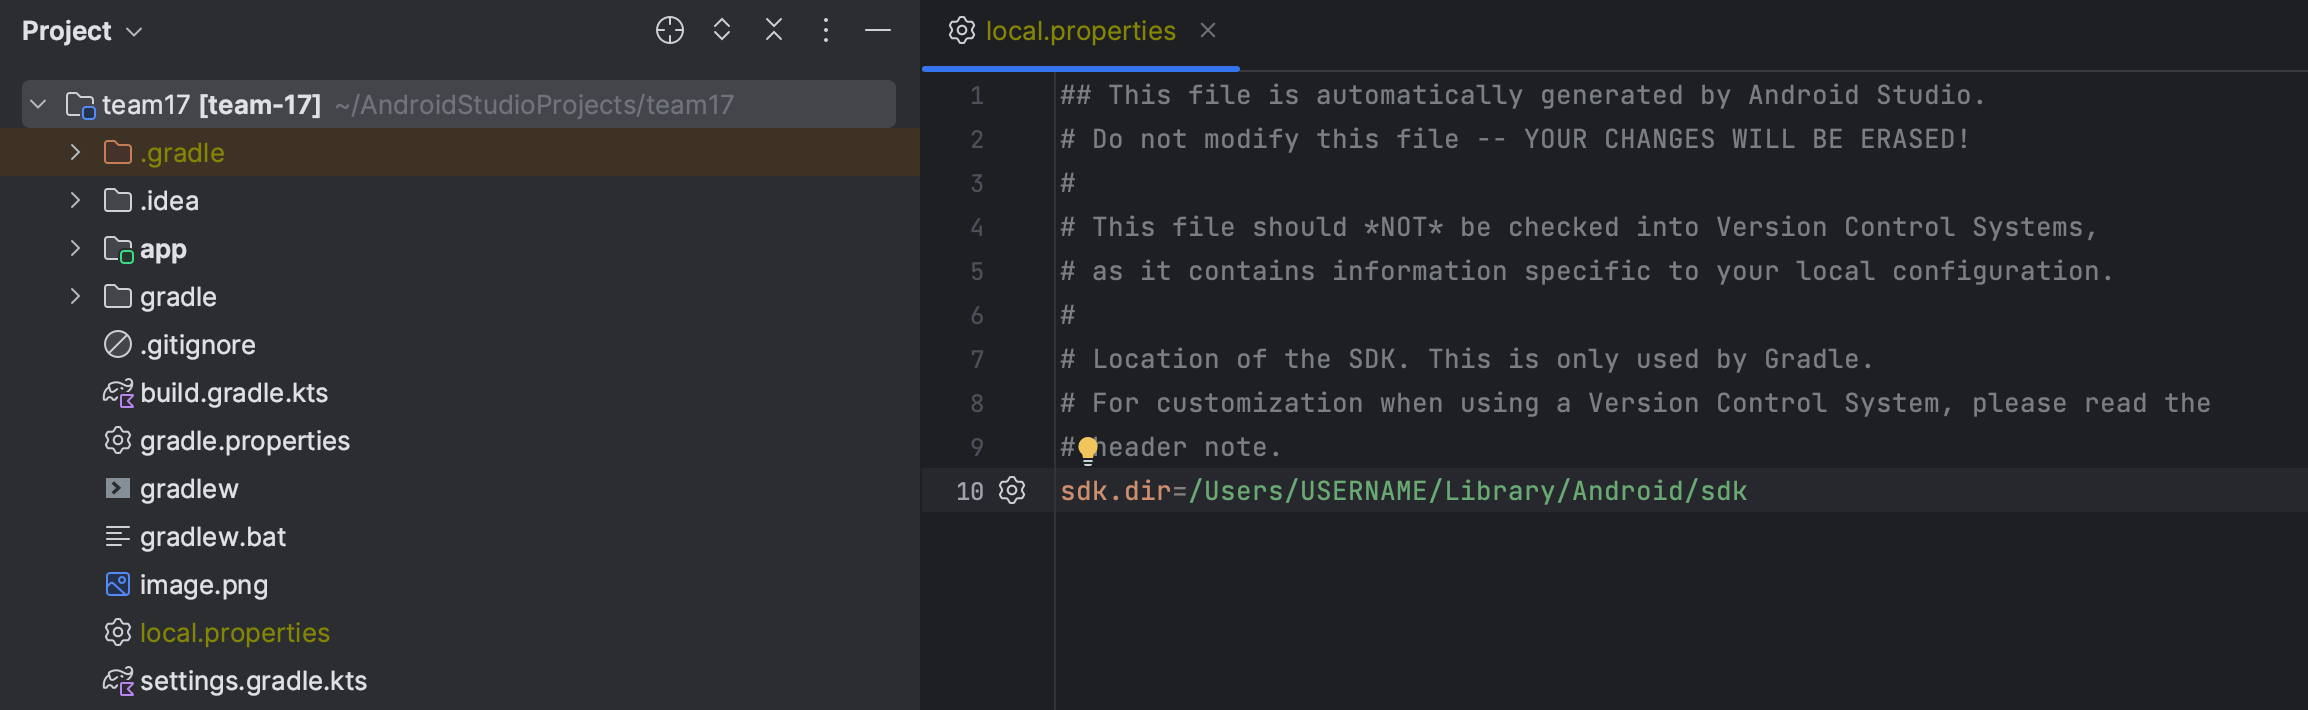 Project
team17 [team-17] ~/AndroidStudioProjects/team17
.gradle
.idea
app
gradle
.gitignore
build.gradle.kts
gradle.properties
gradlew
gradlew.bat
image.png
local.properties
settings.gradle.kts
local.properties
1 ## This file is automatically generated by Android Studio.
2 # Do not modify this file -- YOUR CHANGES WILL BE ERASED!
3 #
4 # This file should *NOT* be checked into Version Control Systems,
5 # as it contains information specific to your local configuration.
6 #
7 # Location of the SDK. This is only used by Gradle.
8 # For customization when using a Version Control System, please read the
9 # header note.
10 sdk.dir=/Users/USERNAME/Library/Android/sdk